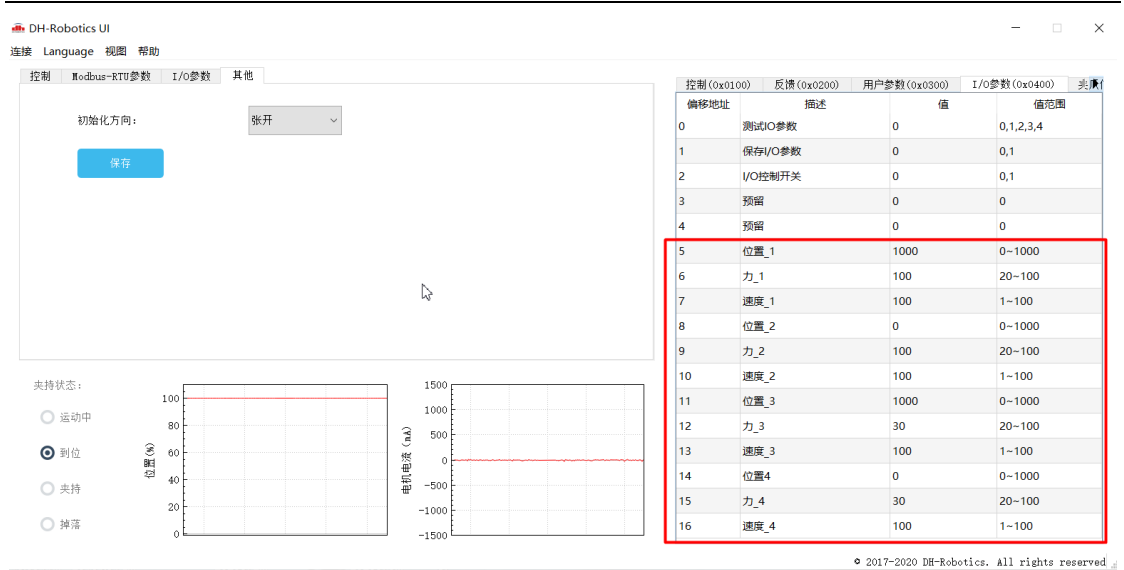 DH-Robotics UI
连接 Language 视图 帮助
控制 Modbus-RTU参数 I/O参数 其他
初始化方向: 张开
保存
控制(0x0100) 反馈(0x0200) 用户参数(0x0300) I/O参数(0x0400)
偏移地址 描述 值 值范围
0 测试IO参数 0 0,1,2,3,4
1 保存I/O参数 0 0,1
2 I/O控制开关 0 0,1
3 预留 0 0
4 预留 0 0
5 位置_1 1000 0~1000
6 力_1 100 20~100
7 速度_1 100 1~100
8 位置_2 0 0~1000
9 力_2 100 20~100
10 速度_2 100 1~100
11 位置_3 1000 0~1000
12 力_3 30 20~100
13 速度_3 100 1~100
14 位置4 0 0~1000
15 力_4 30 20~100
16 速度_4 100 1~100
夹持状态:
运动中
到位
夹持
掉落
位置(%)
100
80
60
40
20
0
电机电流 (mA)
1500
1000
500
0
-500
-1000
-1500
© 2017-2020 DH-Robotics. All rights reserved